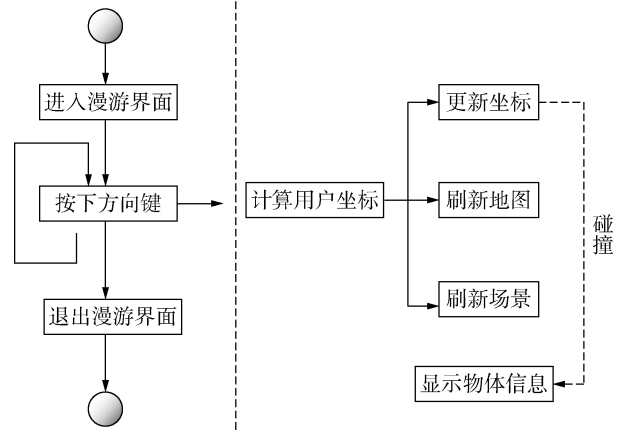 进入漫游界面
按下方向键
退出漫游界面
计算用户坐标
更新坐标
刷新地图
刷新场景
碰撞
显示物体信息